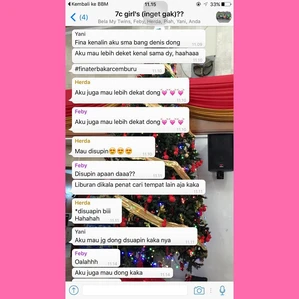 Kembali ke BBM
11.15
33%
(4)
7c girl's (inget gak)??
Bela My Twins, Feby, Herda, Ifah, Yani, Anda
Yani
Fina kenalin aku sma bang denis dong
Aku mau lebih deket kenal sama dy, haahaaa
#finaterbakarcemburu
Herda
Aku juga mau lebih dekat dong💗💗💗
Feby
Aku juga mau lebih dekat dong💗💗💗
Herda
Mau disupin😍😍😍
Feby
Disupin apaan daaa??
Liburan dikala penat cari tempat lain aja kaka
Herda
*disuapin biii
Hahahah
Yani
Aku mau jg dong dsuapin kaka nya
Feby
Oalahhh
Aku juga mau dong kaka